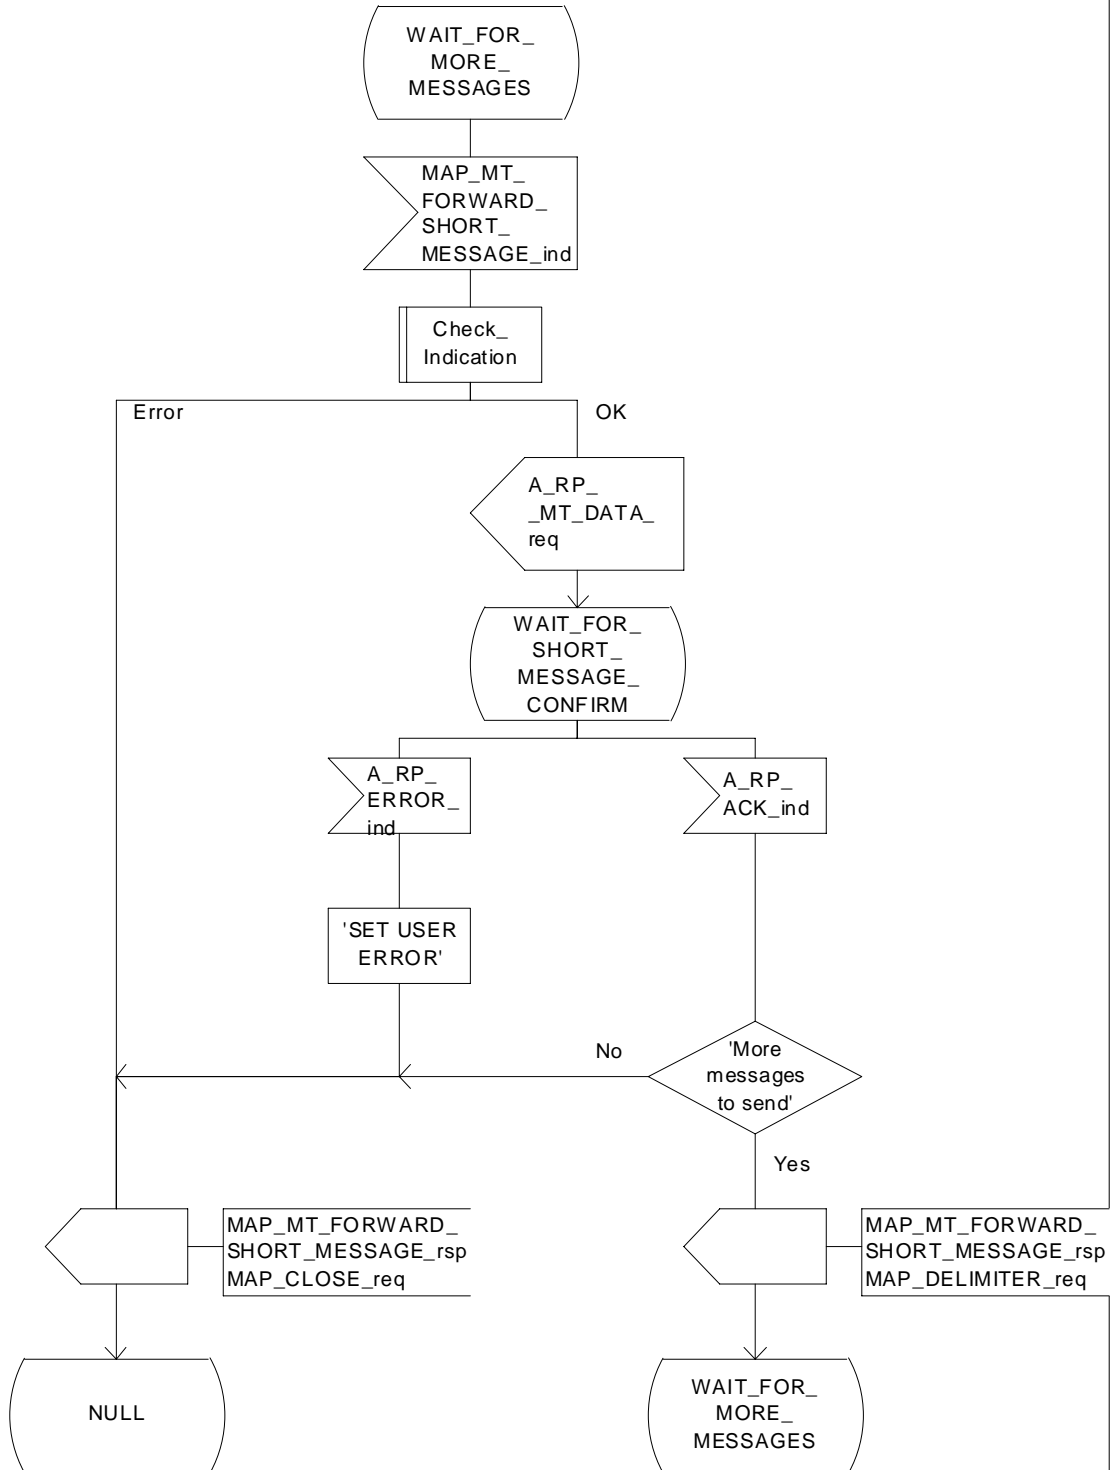 WAIT_FOR_
MORE_
MESSAGES
MAP_MT_
FORWARD_
SHORT_
MESSAGE_ind
Check_
Indication
Error
OK
A_RP_
_MT_DATA_
req
WAIT_FOR_
SHORT_
MESSAGE_
CONFIRM
A_RP_
ERROR_
ind
A_RP_
ACK_ind
'SET USER
ERROR'
No
'More
messages
to send'
Yes
MAP_MT_FORWARD_
SHORT_MESSAGE_rsp
MAP_CLOSE_req
MAP_MT_FORWARD_
SHORT_MESSAGE_rsp
MAP_DELIMITER_req
NULL
WAIT_FOR_
MORE_
MESSAGES